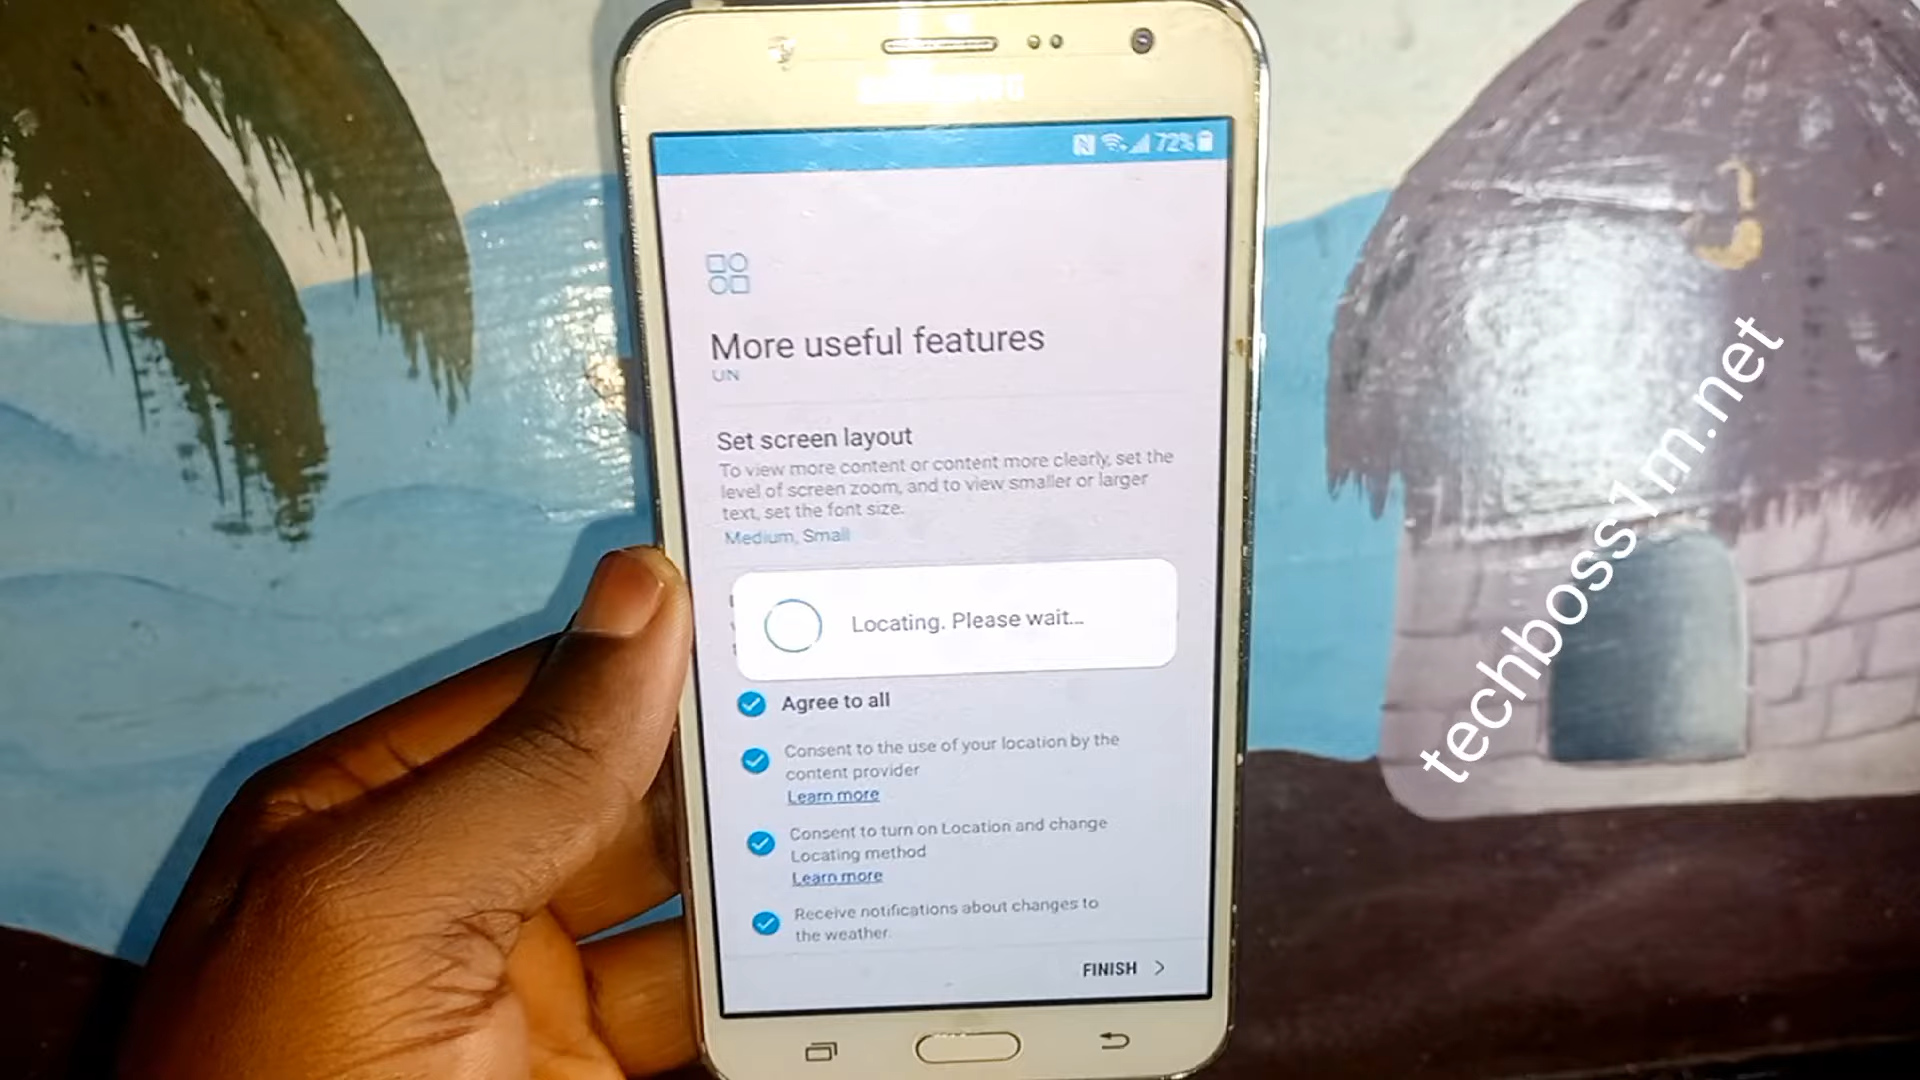 SAMSUNG
72%
More useful features
ON
Set screen layout
To view more content or content more clearly, set the
level of screen zoom, and to view smaller or larger
text, set the font size.
Medium, Small
Locating. Please wait...
Agree to all
Consent to the use of your location by the
content provider
Learn more
Consent to turn on Location and change
Locating method
Learn more
Receive notifications about changes to
the weather.
FINISH
techboss1m.net